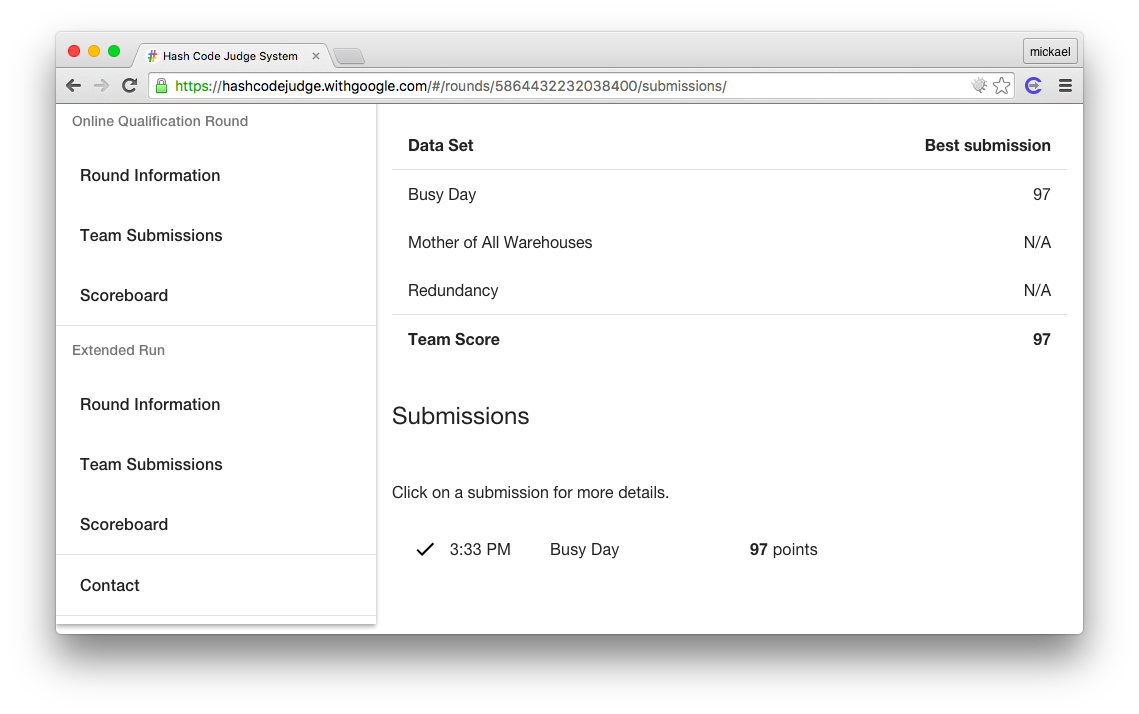 Hash Code Judge System
mickael
https://hashcodejudge.withgoogle.com/#/rounds/5864432232038400/submissions/
Online Qualification Round
Round Information
Team Submissions
Scoreboard
Extended Run
Round Information
Team Submissions
Scoreboard
Contact
Data Set Best submission
Busy Day 97
Mother of All Warehouses N/A
Redundancy N/A
Team Score 97
Submissions
Click on a submission for more details.
3:33 PM Busy Day 97 points